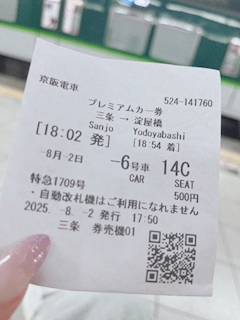 京阪電車
524-141760
プレミアムカー券
三条 → 淀屋橋
Sanjo Yodoyabashi
[18:02 発] [18:54 着]
-8月-2日 -6号車 14C
CAR SEAT
特急1709号 500円
・自動改札機はご利用になれません
2025.-8.-2発行 17:50
三条 券売機01